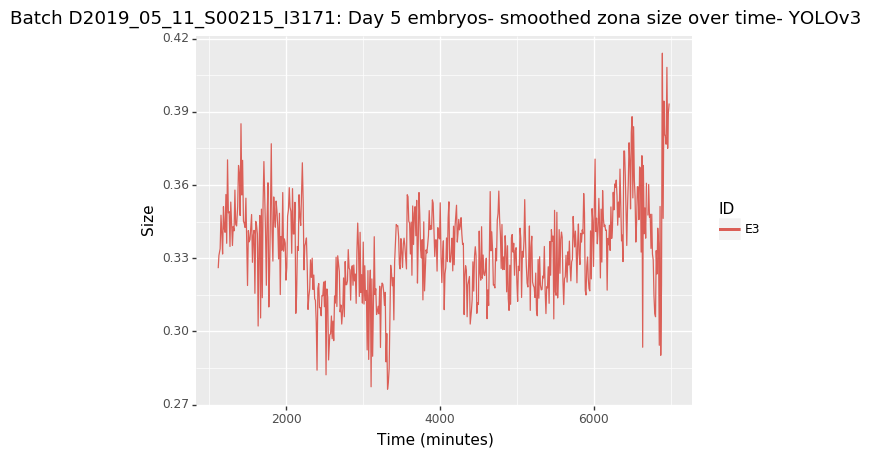 Batch D2019_05_11_S00215_I3171: Day 5 embryos- smoothed zona size over time- YOLOv3
0.42
0.39
0.36
0.33
0.30
0.27
Size
2000
4000
6000
Time (minutes)
ID
E3